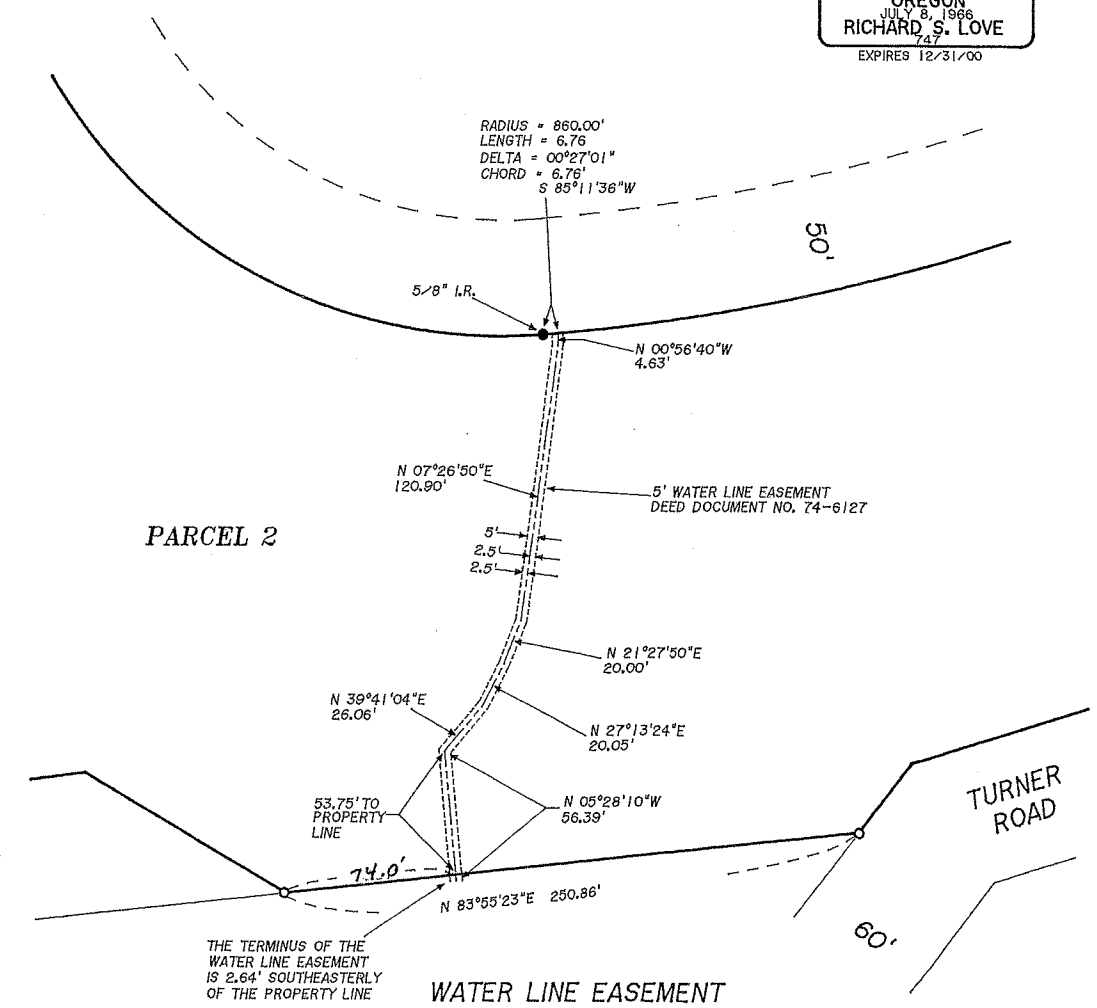 OREGON
JULY 8, 1966
RICHARD S. LOVE
747
EXPIRES 12/31/00
RADIUS = 860.00'
LENGTH = 6.76
DELTA = 00°27'01"
CHORD = 6.76'
S 85°11'36"W
50'
5/8" I.R.
N 00°56'40"W
4.63'
N 07°26'50"E
120.90'
5' WATER LINE EASEMENT
DEED DOCUMENT NO. 74-6127
PARCEL 2
5'
2.5'
2.5'
N 21°27'50"E
20.00'
N 39°41'04"E
26.06'
N 27°13'24"E
20.05'
53.75' TO
PROPERTY
LINE
N 05°28'10"W
56.39'
TURNER
ROAD
74.0'
N 83°55'23"E 250.86'
60'
THE TERMINUS OF THE
WATER LINE EASEMENT
IS 2.64' SOUTHEASTERLY
OF THE PROPERTY LINE
WATER LINE EASEMENT